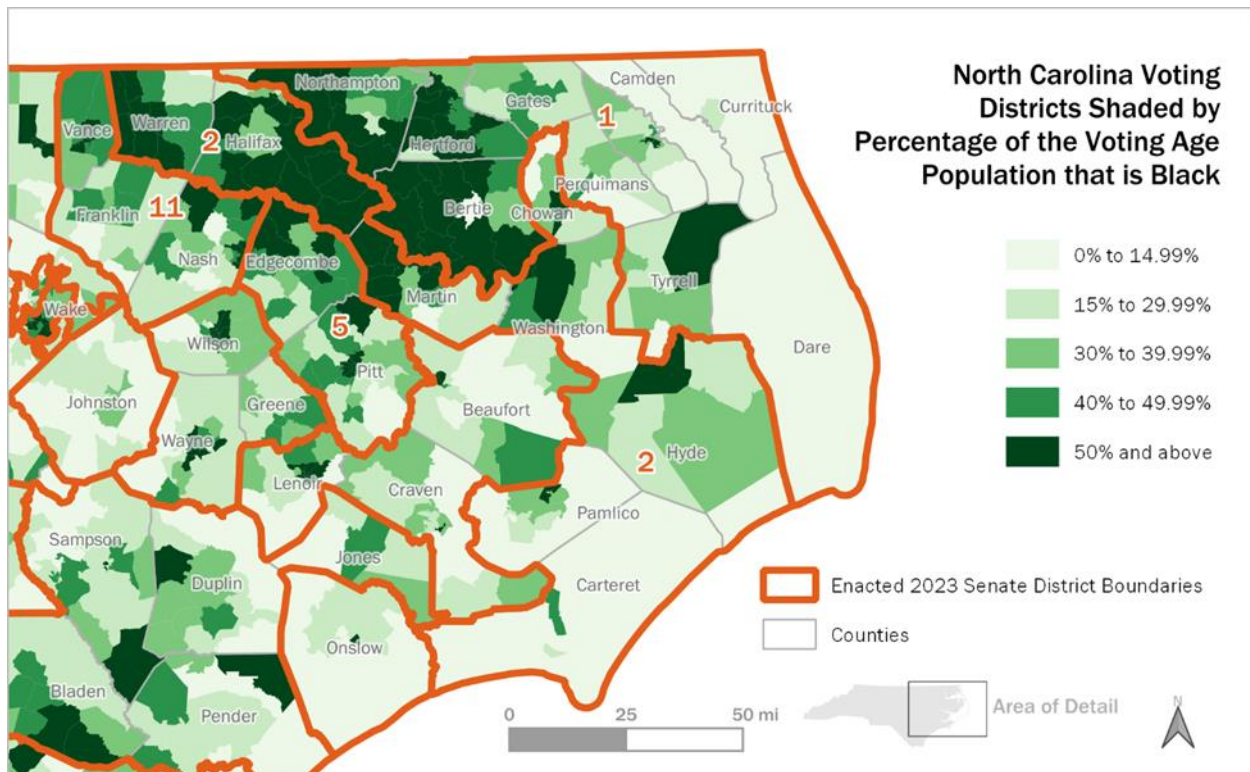 North Carolina Voting
Districts Shaded by
Percentage of the Voting Age
Population that is Black
0% to 14.99%
15% to 29.99%
30% to 39.99%
40% to 49.99%
50% and above
Enacted 2023 Senate District Boundaries
Counties
Area of Detail
N
0 25 50 mi
Northampton
Camden
Currituck
Gates
Vance
Warren
2
Halifax
Hertford
1
Perquimans
Franklin
11
Bertie
Chowan
Nash
Edgecombe
Tyrrell
Martin
Wake
5
Washington
Wilson
Dare
Pitt
Johnston
Greene
Beaufort
Wayne
2
Hyde
Lenoir
Craven
Pamlico
Sampson
Jones
Duplin
Carteret
Onslow
Bladen
Pender